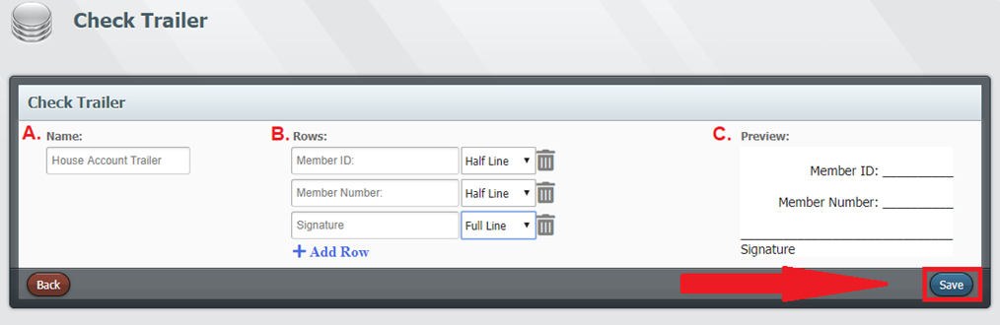 Check Trailer
Check Trailer
A. Name:
House Account Trailer
B. Rows:
Member ID: Half Line
Member Number: Half Line
Signature Full Line
+ Add Row
C. Preview:
Member ID: __________
Member Number: __________
______________________________
Signature
Back
Save